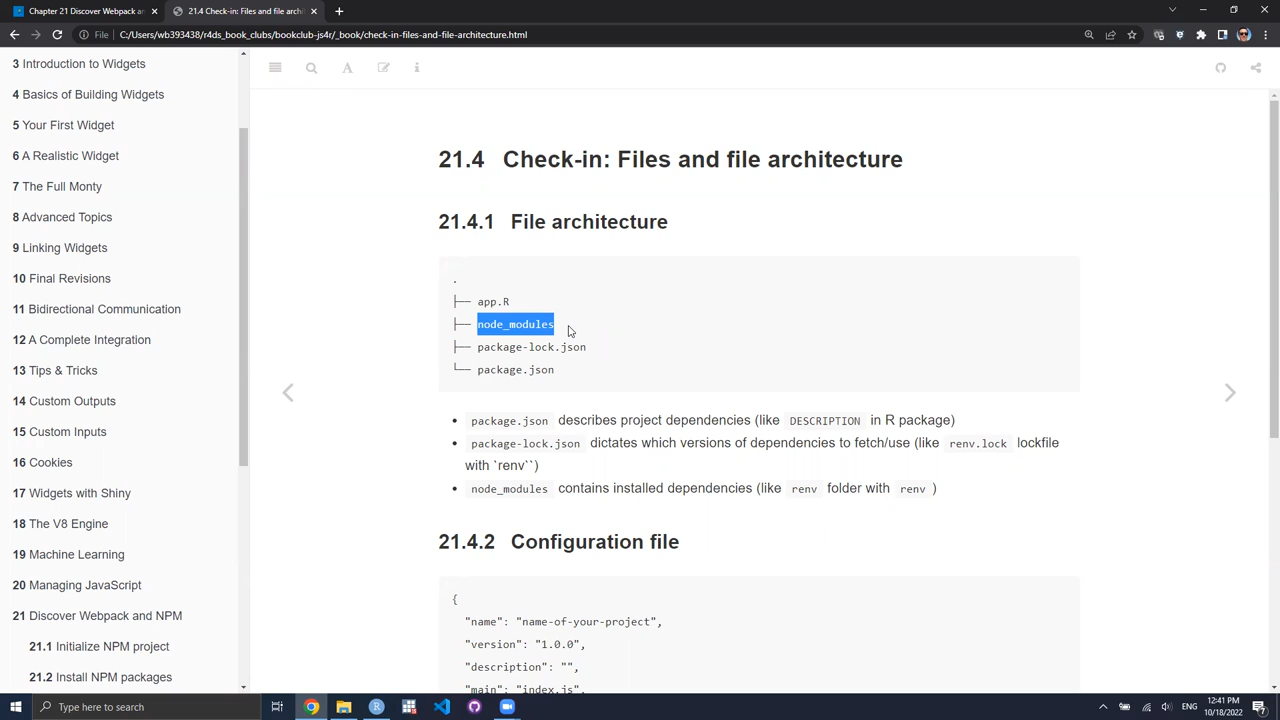 Chapter 21 Discover Webpack an
21.4 Check-in: Files and file archi
File
C:/Users/wb393438/r4ds_book_clubs/bookclub-js4r/_book/check-in-files-and-file-architecture.html
3 Introduction to Widgets
4 Basics of Building Widgets
5 Your First Widget
6 A Realistic Widget
7 The Full Monty
8 Advanced Topics
9 Linking Widgets
10 Final Revisions
11 Bidirectional Communication
12 A Complete Integration
13 Tips & Tricks
14 Custom Outputs
15 Custom Inputs
16 Cookies
17 Widgets with Shiny
18 The V8 Engine
19 Machine Learning
20 Managing JavaScript
21 Discover Webpack and NPM
21.1 Initialize NPM project
21.2 Install NPM packages
21.4 Check-in: Files and file architecture
21.4.1 File architecture
.
├── app.R
├── node_modules
├── package-lock.json
└── package.json
• package.json describes project dependencies (like DESCRIPTION in R package)
• package-lock.json dictates which versions of dependencies to fetch/use (like renv.lock lockfile
with `renv``)
• node_modules contains installed dependencies (like renv folder with renv )
21.4.2 Configuration file
{
"name": "name-of-your-project",
"version": "1.0.0",
"description": "",
"main": "index.js",
Type here to search
ENG
12:41 PM
10/18/2022